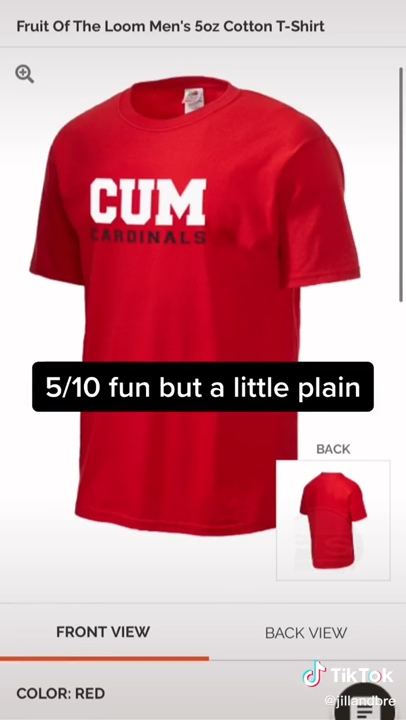 Fruit Of The Loom Men's 5oz Cotton T-Shirt
CUM
CARDINALS
5/10 fun but a little plain
BACK
FRONT VIEW
BACK VIEW
COLOR: RED
TikTok
@jillandbre